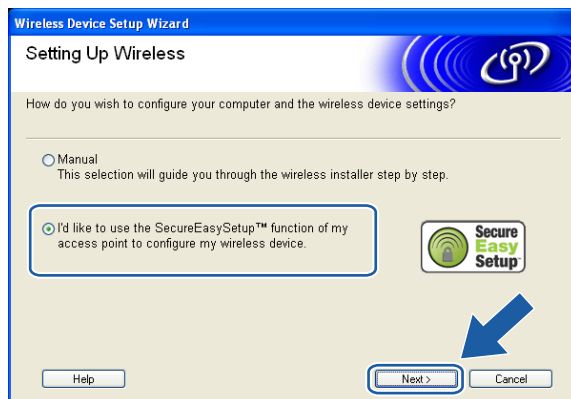 Wireless Device Setup Wizard
Setting Up Wireless
How do you wish to configure your computer and the wireless device settings?
Manual
This selection will guide you through the wireless installer step by step.
I'd like to use the SecureEasySetup™ function of my
access point to configure my wireless device.
Secure
Easy
Setup™
Help
Next >
Cancel